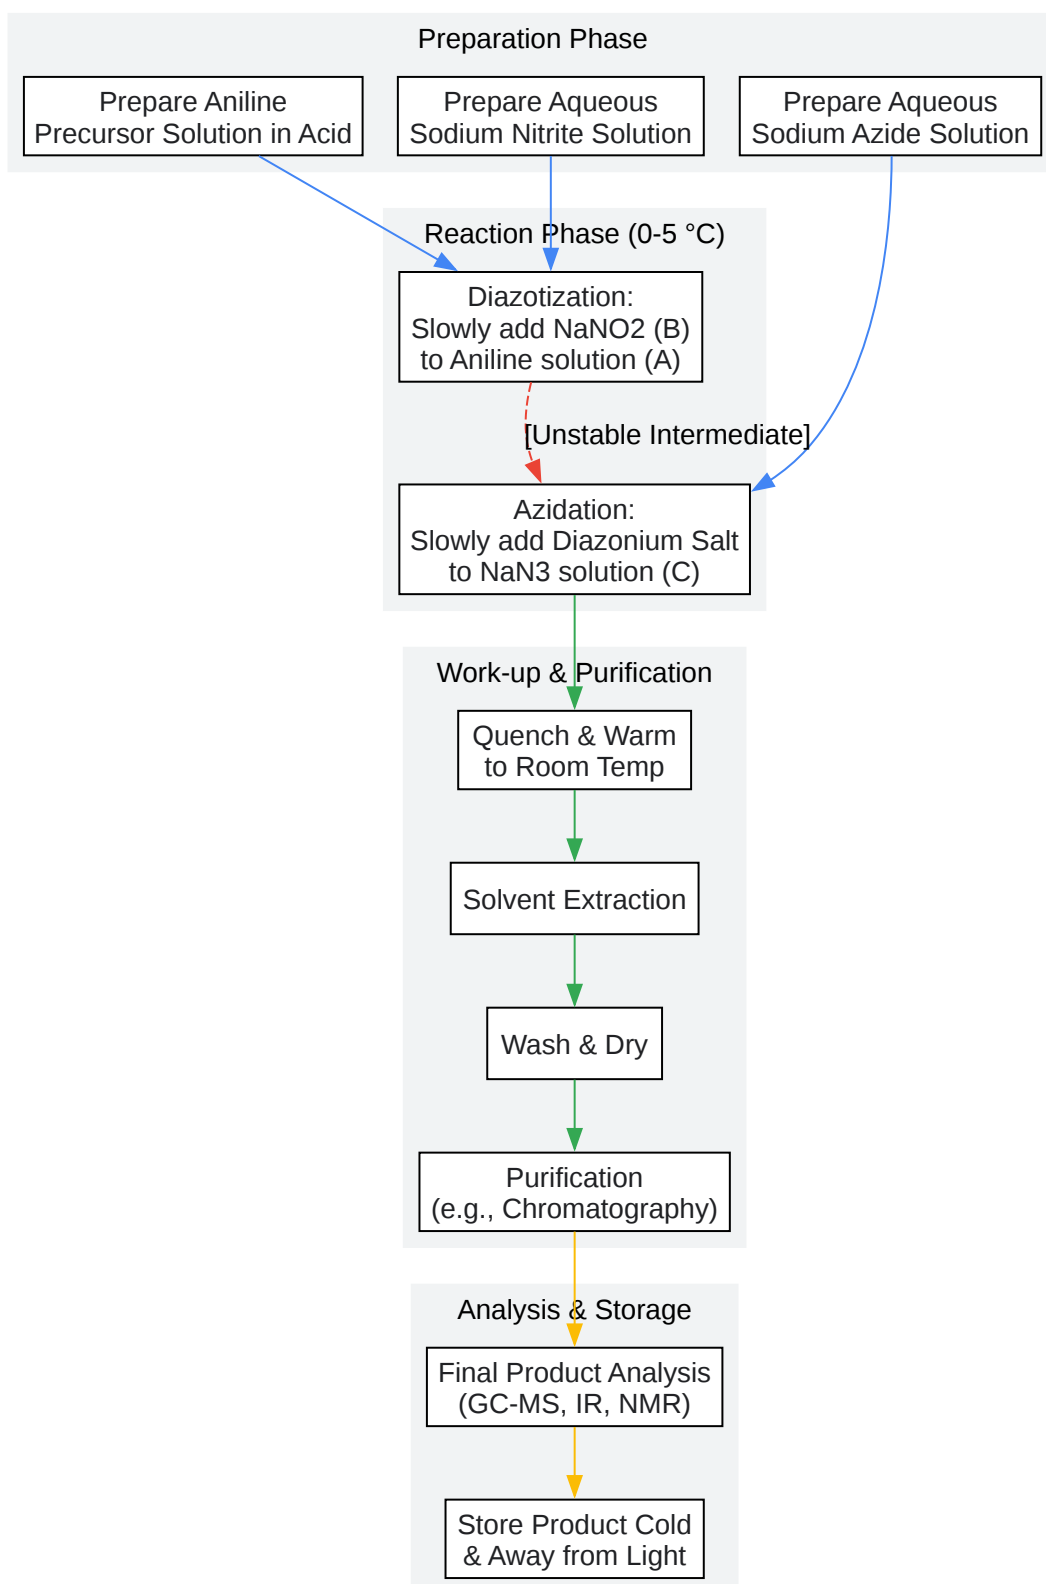 Preparation Phase
Prepare Aniline
Precursor Solution in Acid
Prepare Aqueous
Sodium Nitrite Solution
Prepare Aqueous
Sodium Azide Solution
Reaction Phase (0-5 °C)
Diazotization:
Slowly add NaNO2 (B)
to Aniline solution (A)
[Unstable Intermediate]
Azidation:
Slowly add Diazonium Salt
to NaN3 solution (C)
Work-up & Purification
Quench & Warm
to Room Temp
Solvent Extraction
Wash & Dry
Purification
(e.g., Chromatography)
Analysis & Storage
Final Product Analysis
(GC-MS, IR, NMR)
Store Product Cold
& Away from Light